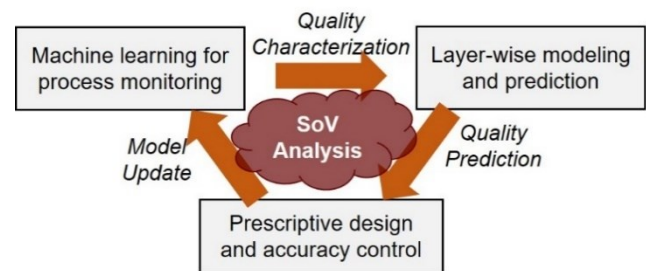 Quality
Characterization
Machine learning for
process monitoring
Layer-wise modeling
and prediction
SoV
Analysis
Model
Update
Quality
Prediction
Prescriptive design
and accuracy control